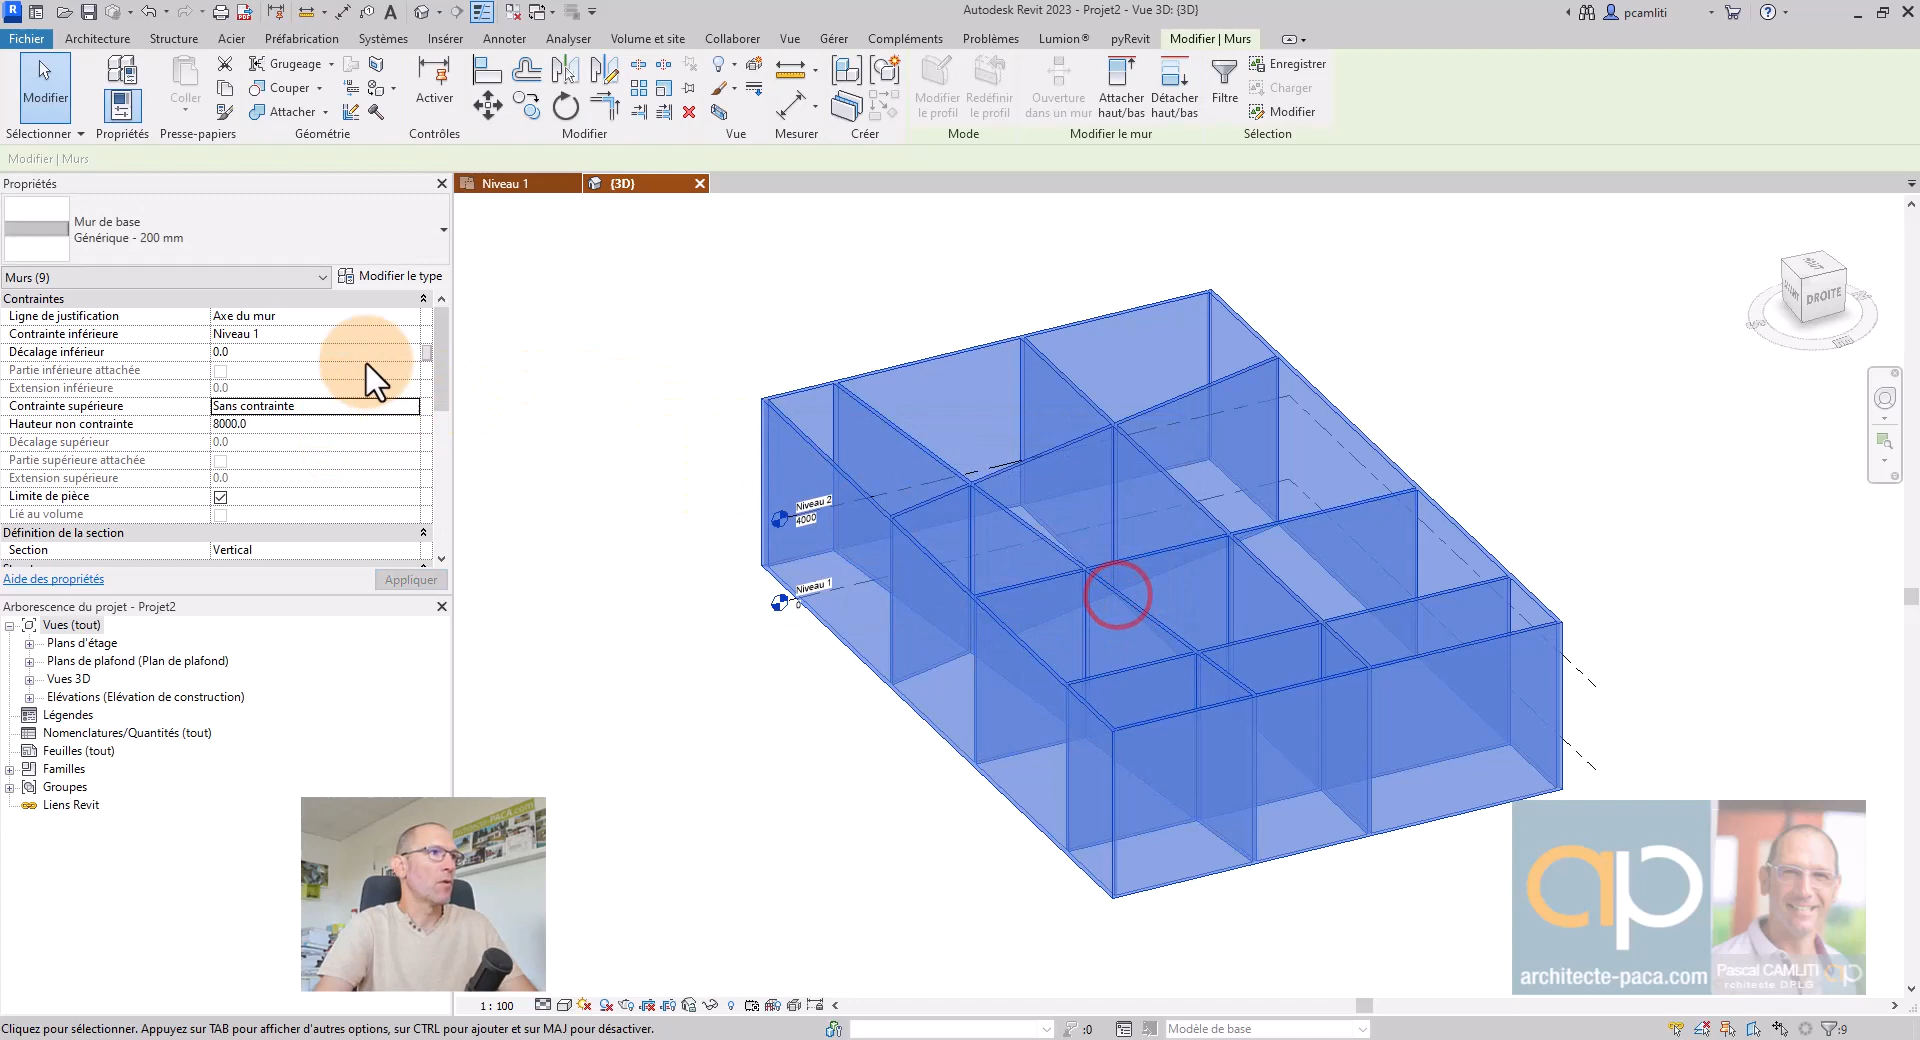 Autodesk Revit 2023 - Projet2 - Vue 3D: {3D}
pcamliti
Fichier
Architecture
Structure
Acier
Préfabrication
Systèmes
Insérer
Annoter
Analyser
Volume et site
Collaborer
Vue
Gérer
Compléments
Problèmes
Lumion®
pyRevit
Modifier | Murs
Modifier
Coller
Grugeage
Couper
Attacher
Activer
Modifier
le profil
Redéfinir
le profil
Ouverture
dans un mur
Attacher
haut/bas
Détacher
haut/bas
Filtre
Enregistrer
Charger
Modifier
Sélectionner
Propriétés
Presse-papiers
Géométrie
Contrôles
Modifier
Vue
Mesurer
Créer
Mode
Modifier le mur
Sélection
Modifier | Murs
Propriétés
Niveau 1
{3D}
Mur de base
Générique - 200 mm
Murs (9)
Modifier le type
Contraintes
Ligne de justification Axe du mur
Contrainte inférieure Niveau 1
Décalage inférieur 0.0
Partie inférieure attachée
Extension inférieure 0.0
Contrainte supérieure Sans contrainte
Hauteur non contrainte 8000.0
Décalage supérieur 0.0
Partie supérieure attachée
Extension supérieure 0.0
Limite de pièce
Lié au volume
Définition de la section
Section Vertical
Aide des propriétés
Appliquer
Arborescence du projet - Projet2
Vues (tout)
Plans d'étage
Plans de plafond (Plan de plafond)
Vues 3D
Elévations (Elévation de construction)
Légendes
Nomenclatures/Quantités (tout)
Feuilles (tout)
Familles
Groupes
Liens Revit
Niveau 2
4000
Niveau 1
0
DROITE
ap
architecte-paca.com
Pascal CAMLITI
1 : 100
Cliquez pour sélectionner. Appuyez sur TAB pour afficher d'autres options, sur CTRL pour ajouter et sur MAJ pour désactiver.
:0
Modèle de base
:9